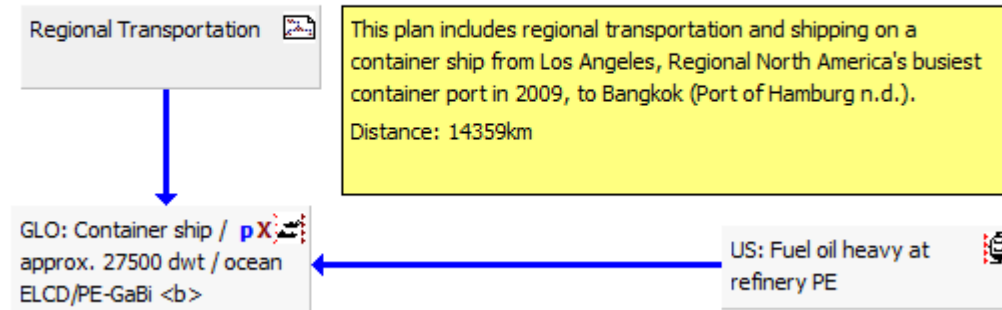 Regional Transportation
This plan includes regional transportation and shipping on a
container ship from Los Angeles, Regional North America's busiest
container port in 2009, to Bangkok (Port of Hamburg n.d.).
Distance: 14359km
GLO: Container ship / pX
approx. 27500 dwt / ocean
ELCD/PE-GaBi <b>
US: Fuel oil heavy at
refinery PE